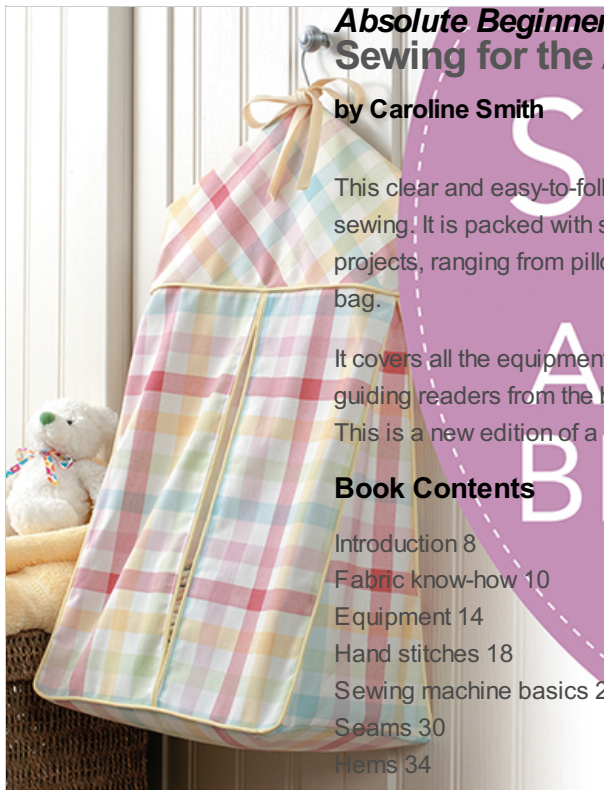 Absolute Beginner
Sewing for the
by Caroline Smith
S
This clear and easy-to-foll
sewing. It is packed with s
projects, ranging from pillo
bag.
A
It covers all the equipment
guiding readers from the b
This is a new edition of a
B
Book Contents
Introduction 8
Fabric know-how 10
Equipment 14
Hand stitches 18
Sewing machine basics 2
Seams 30
Hems 34